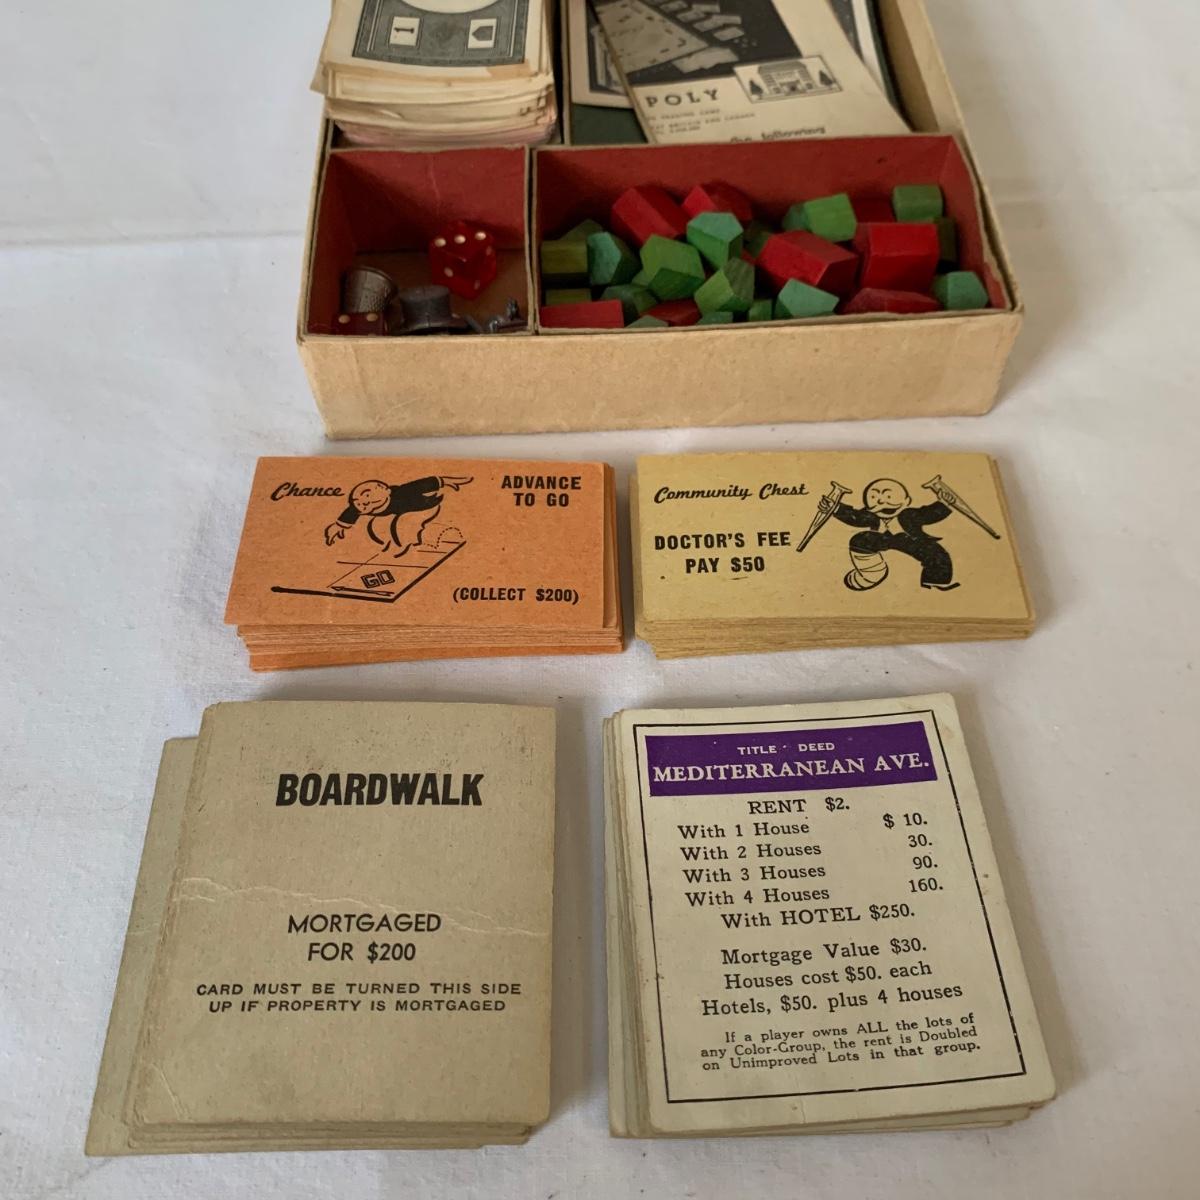 1
POLY
the following
Chance
ADVANCE
TO GO
GO
(COLLECT $200)
Community Chest
DOCTOR'S FEE
PAY $50
BOARDWALK
MORTGAGED
FOR $200
CARD MUST BE TURNED THIS SIDE
UP IF PROPERTY IS MORTGAGED
TITLE DEED
MEDITERRANEAN AVE.
RENT $2.
With 1 House $ 10.
With 2 Houses 30.
With 3 Houses 90.
With 4 Houses 160.
With HOTEL $250.
Mortgage Value $30.
Houses cost $50. each
Hotels, $50. plus 4 houses
If a player owns ALL the lots of
any Color-Group, the rent is Doubled
on Unimproved Lots in that group.